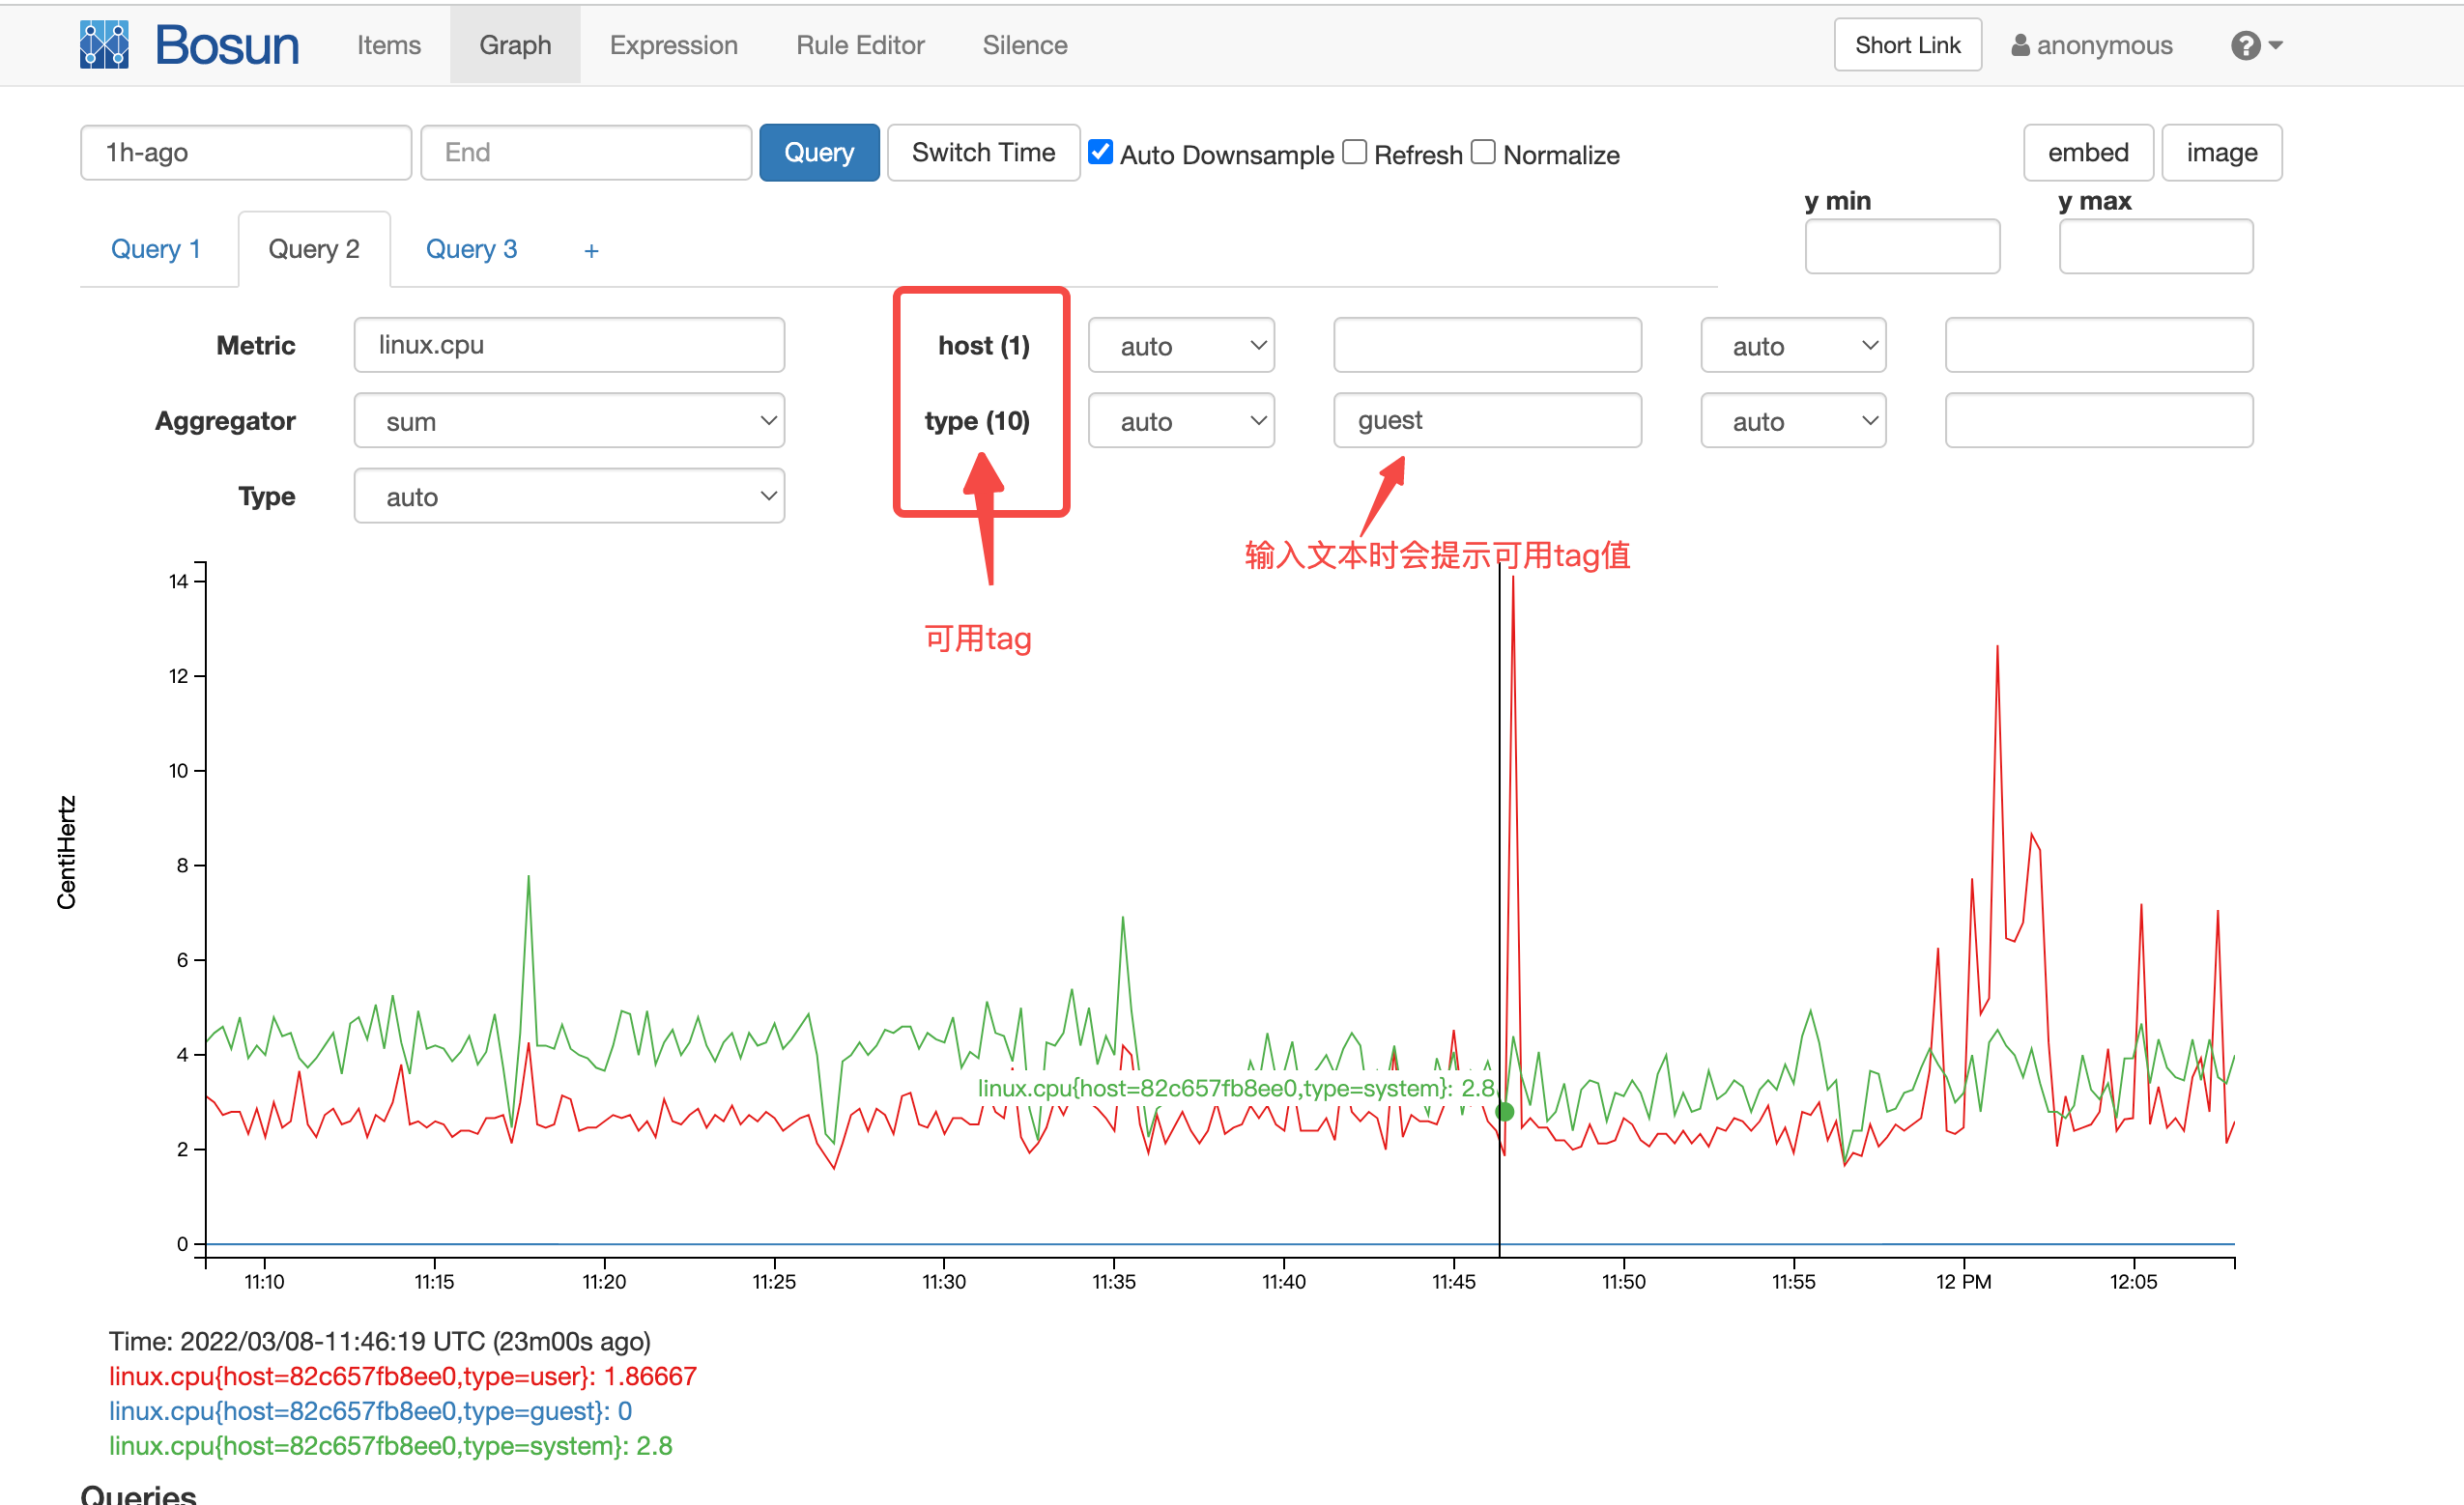 Bosun Items Graph Expression Rule Editor Silence Short Link anonymous ?
1h-ago End Query Switch Time Auto Downsample Refresh Normalize embed image
y min y max
Query 1 Query 2 Query 3 +
Metric linux.cpu host (1) auto auto
Aggregator sum type (10) auto guest auto
Type auto
输入文本时会提示可用tag值
可用tag
14
12
10
8
6
4
2
0
CentiHertz
linux.cpu{host=82c657fb8ee0,type=system}: 2.8
11:10 11:15 11:20 11:25 11:30 11:35 11:40 11:45 11:50 11:55 12 PM 12:05
Time: 2022/03/08-11:46:19 UTC (23m00s ago)
linux.cpu{host=82c657fb8ee0,type=user}: 1.86667
linux.cpu{host=82c657fb8ee0,type=guest}: 0
linux.cpu{host=82c657fb8ee0,type=system}: 2.8
Queries